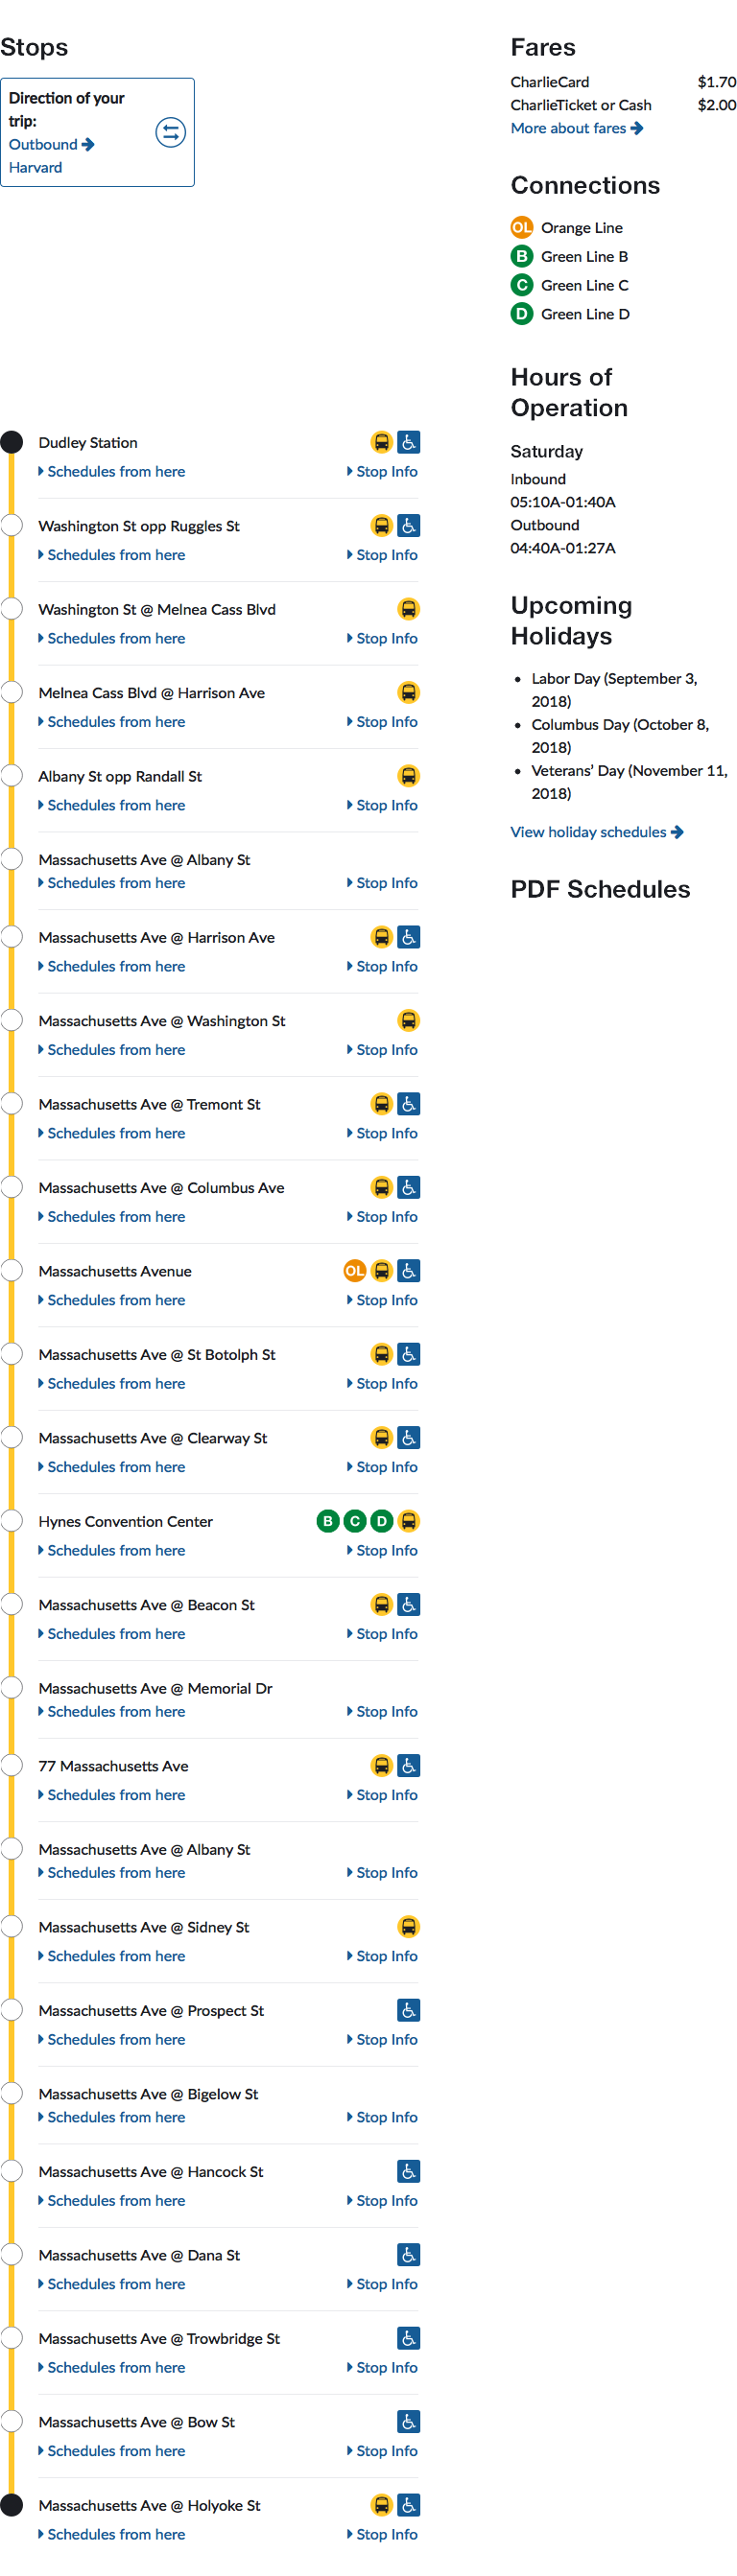 Stops
Direction of your
trip:
Outbound
Harvard
Dudley Station
Schedules from here Stop Info
Washington St opp Ruggles St
Schedules from here Stop Info
Washington St @ Melnea Cass Blvd
Schedules from here Stop Info
Melnea Cass Blvd @ Harrison Ave
Schedules from here Stop Info
Albany St opp Randall St
Schedules from here Stop Info
Massachusetts Ave @ Albany St
Schedules from here Stop Info
Massachusetts Ave @ Harrison Ave
Schedules from here Stop Info
Massachusetts Ave @ Washington St
Schedules from here Stop Info
Massachusetts Ave @ Tremont St
Schedules from here Stop Info
Massachusetts Ave @ Columbus Ave
Schedules from here Stop Info
Massachusetts Avenue OL
Schedules from here Stop Info
Massachusetts Ave @ St Botolph St
Schedules from here Stop Info
Massachusetts Ave @ Clearway St
Schedules from here Stop Info
Hynes Convention Center B C D
Schedules from here Stop Info
Massachusetts Ave @ Beacon St
Schedules from here Stop Info
Massachusetts Ave @ Memorial Dr
Schedules from here Stop Info
77 Massachusetts Ave
Schedules from here Stop Info
Massachusetts Ave @ Albany St
Schedules from here Stop Info
Massachusetts Ave @ Sidney St
Schedules from here Stop Info
Massachusetts Ave @ Prospect St
Schedules from here Stop Info
Massachusetts Ave @ Bigelow St
Schedules from here Stop Info
Massachusetts Ave @ Hancock St
Schedules from here Stop Info
Massachusetts Ave @ Dana St
Schedules from here Stop Info
Massachusetts Ave @ Trowbridge St
Schedules from here Stop Info
Massachusetts Ave @ Bow St
Schedules from here Stop Info
Massachusetts Ave @ Holyoke St
Schedules from here Stop Info
Fares
CharlieCard $1.70
CharlieTicket or Cash $2.00
More about fares
Connections
OL Orange Line
B Green Line B
C Green Line C
D Green Line D
Hours of
Operation
Saturday
Inbound
05:10A-01:40A
Outbound
04:40A-01:27A
Upcoming
Holidays
• Labor Day (September 3,
2018)
• Columbus Day (October 8,
2018)
• Veterans’ Day (November 11,
2018)
View holiday schedules
PDF Schedules